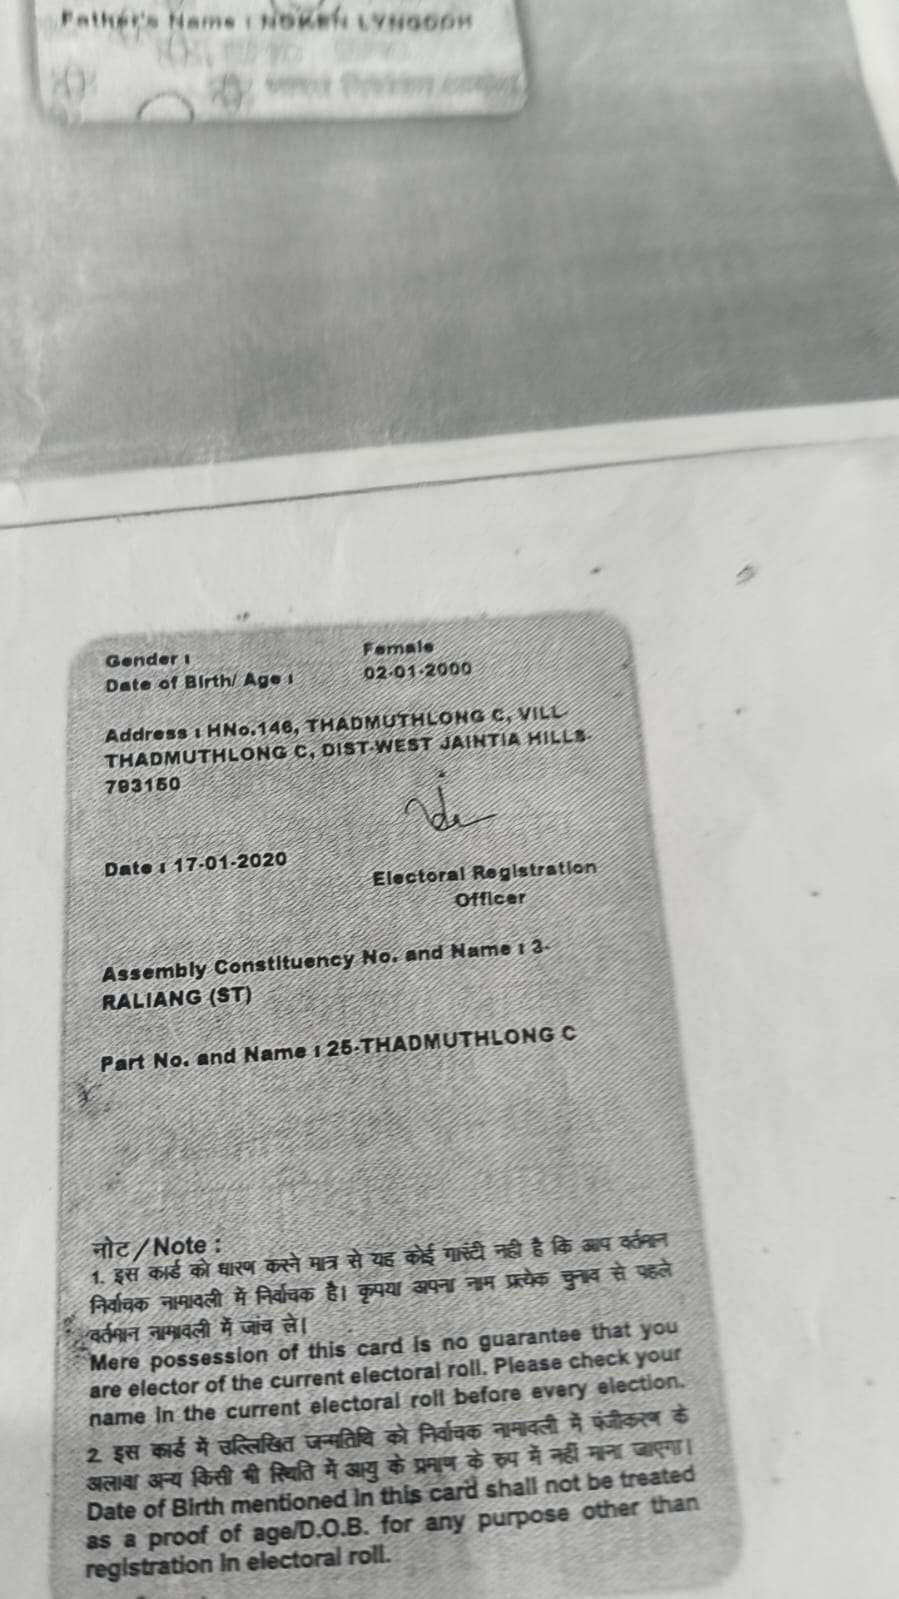 Father's Name : NOKEN LYNGDOH
Gender : Female
Date of Birth/ Age : 02-01-2000
Address : HNo.146, THADMUTHLONG C, VILL-
THADMUTHLONG C, DIST-WEST JAINTIA HILLS-
793150
Date : 17-01-2020
Electoral Registration
Officer
Assembly Constituency No. and Name : 3-
RALIANG (ST)
Part No. and Name : 25-THADMUTHLONG C
नोट /Note :
1. इस कार्ड को धारण करने मात्र से यह कोई गारंटी नही है कि आप वर्तमान
निर्वाचक नामावली में निर्वाचक है। कृपया अपना नाम प्रत्येक चुनाव से पहले
वर्तमान नामावली में जांच ले।
Mere possession of this card is no guarantee that you
are elector of the current electoral roll. Please check your
name in the current electoral roll before every election.
2. इस कार्ड में उल्लिखित जन्मतिथि को निर्वाचक नामावली में पंजीकरण के
अलावा अन्य किसी भी स्थिति में आयु के प्रमाण के रुप में नहीं माना जाएगा।
Date of Birth mentioned in this card shall not be treated
as a proof of age/D.O.B. for any purpose other than
registration in electoral roll.